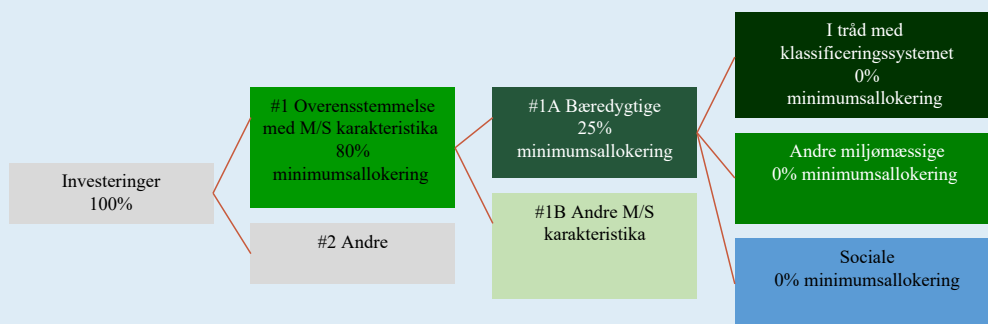 Investeringer
100%
#1 Overensstemmelse
med M/S karakteristika
80%
minimumsallokering
#2 Andre
#1A Bæredygtige
25%
minimumsallokering
#1B Andre M/S
karakteristika
I tråd med
klassificeringssystemet
0%
minimumsallokering
Andre miljømæssige
0% minimumsallokering
Sociale
0% minimumsallokering